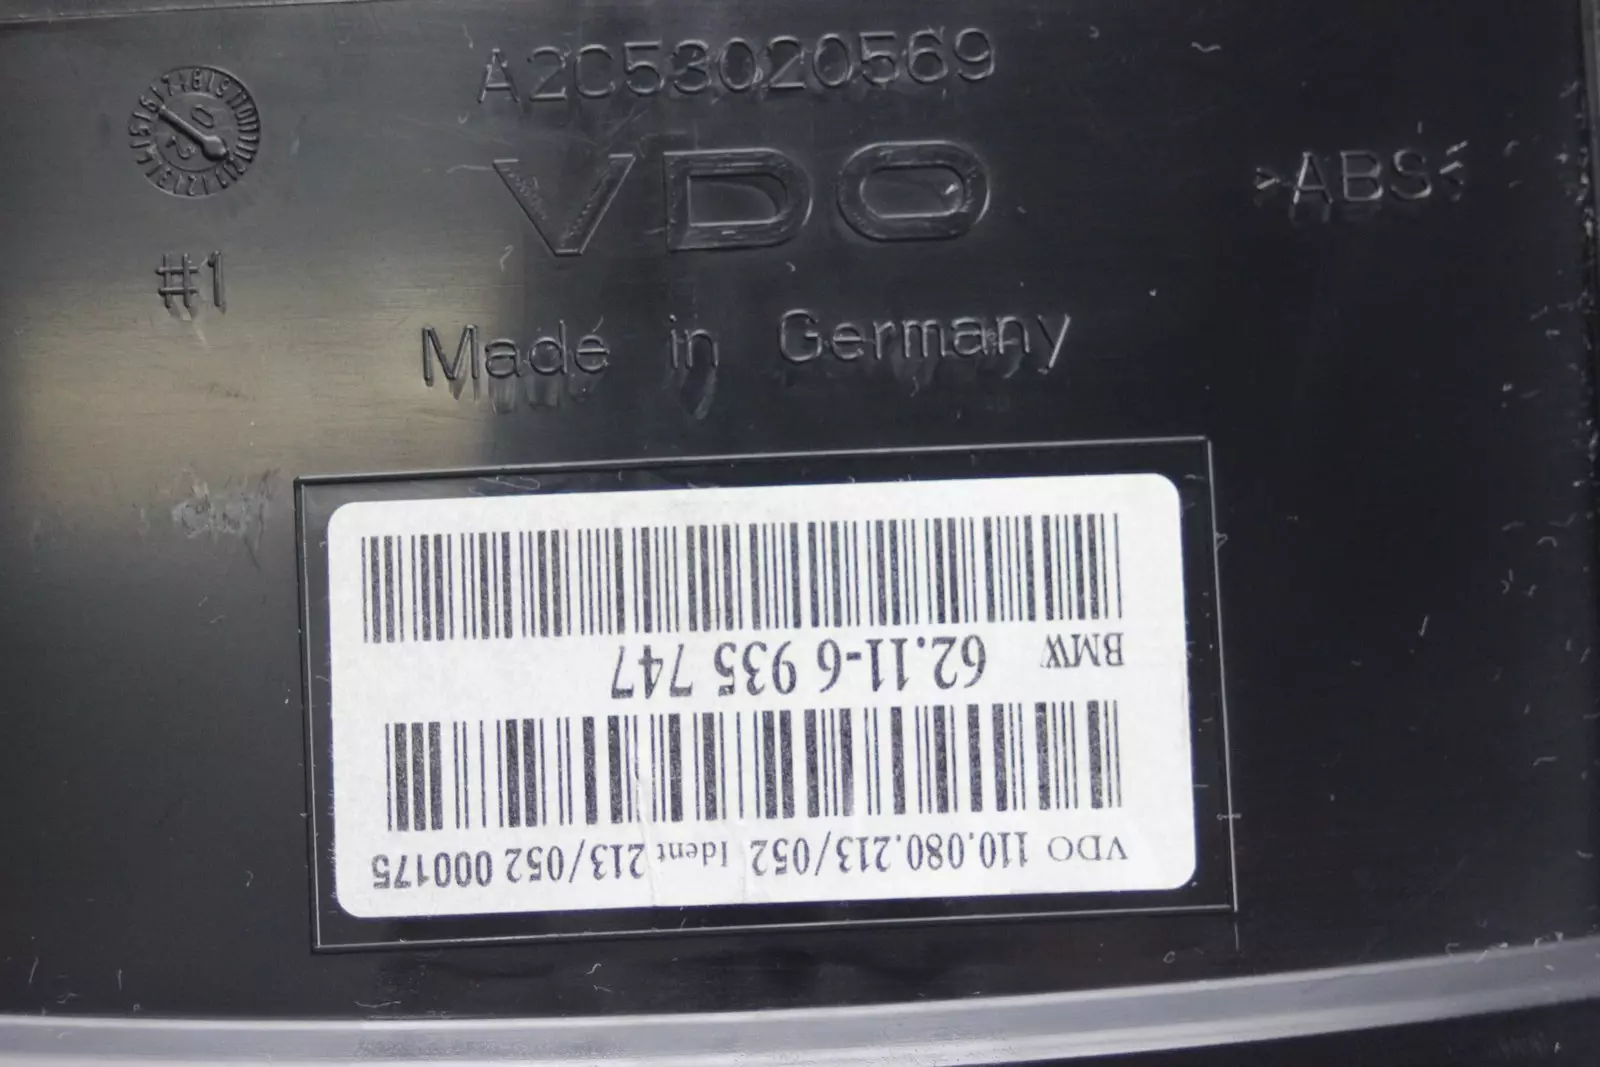 A2C53020569
VDO
>ABS<
#1
Made in Germany
BMW 62.11-6 935 747
VDO 110.080.213/052 Ident 213/052 000175